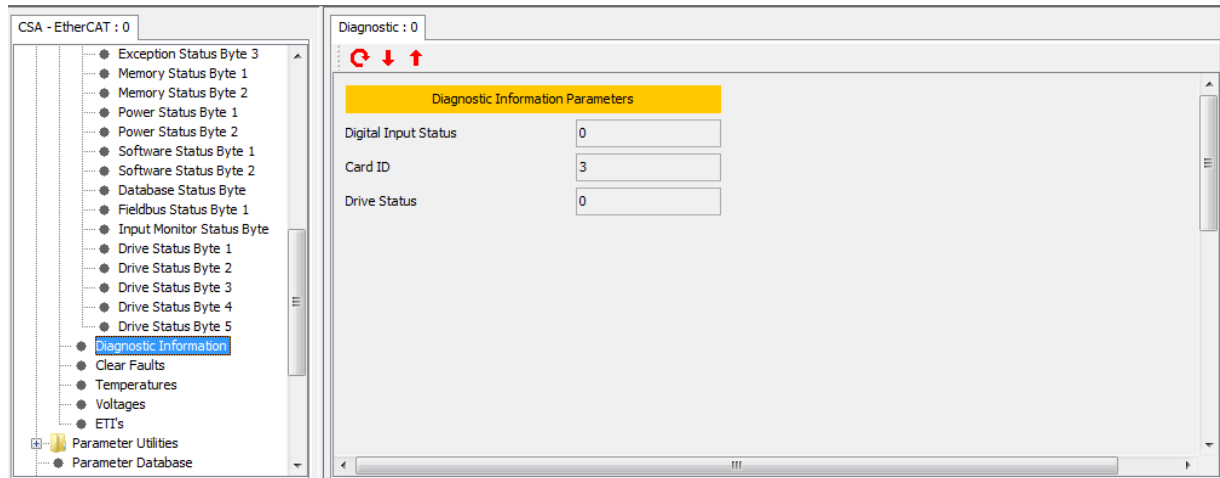 CSA - EtherCAT : 0
Exception Status Byte 3
Memory Status Byte 1
Memory Status Byte 2
Power Status Byte 1
Power Status Byte 2
Software Status Byte 1
Software Status Byte 2
Database Status Byte
Fieldbus Status Byte 1
Input Monitor Status Byte
Drive Status Byte 1
Drive Status Byte 2
Drive Status Byte 3
Drive Status Byte 4
Drive Status Byte 5
Diagnostic Information
Clear Faults
Temperatures
Voltages
ETI's
Parameter Utilities
Parameter Database
Diagnostic : 0
Diagnostic Information Parameters
Digital Input Status 0
Card ID 3
Drive Status 0